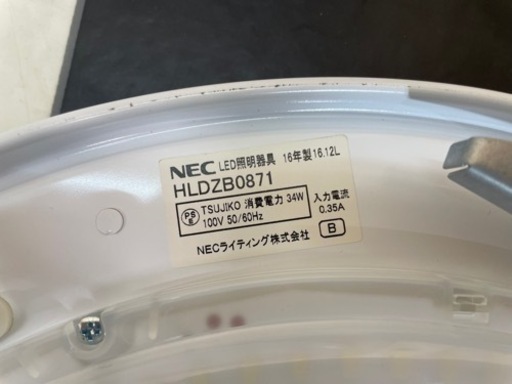 NEC LED照明器具 16年製 16.12L
HLDZB0871
PS E TSUJIKO 消費電力 34W 入力電流
100V 50/60Hz 0.35A
B
NECライティング株式会社